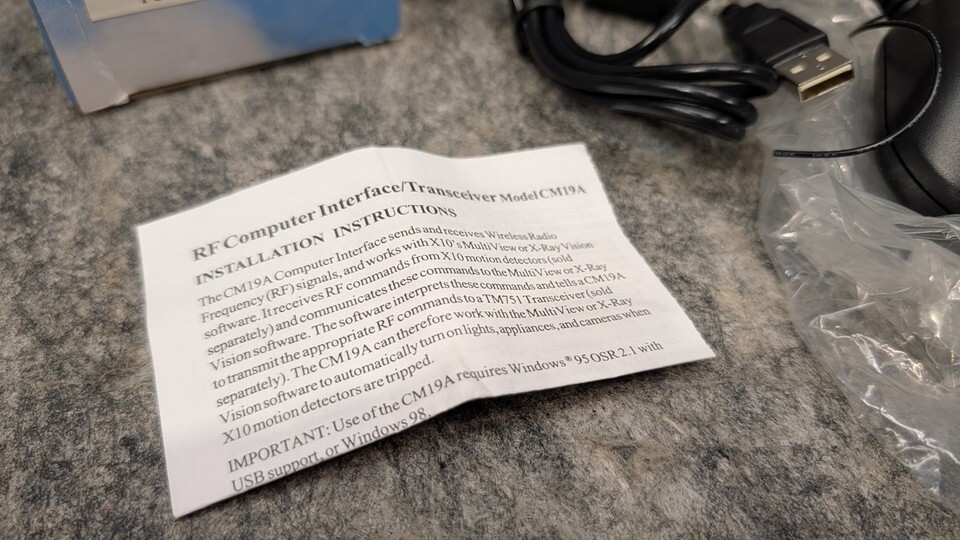 RF Computer Interface/Transceiver Model CM19A
INSTALLATION INSTRUCTIONS
The CM19A Computer Interface sends and receives Wireless Radio
Frequency (RF) signals, and works with X10's MultiView or X-Ray Vision
software. It receives RF commands from X10 motion detectors (sold
separately) and communicates these commands to the MultiView or X-Ray
Vision software. The software interprets these commands and tells a CM19A
to transmit the appropriate RF commands to a TM751 Transceiver (sold
separately). The CM19A can therefore work with the MultiView or X-Ray
Vision software to automatically turn on lights, appliances, and cameras when
X10 motion detectors are tripped.
IMPORTANT: Use of the CM19A requires Windows® 95 OSR 2.1 with
USB support, or Windows 98.